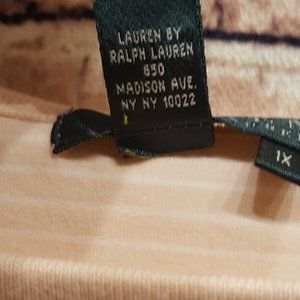 LAUREN BY
RALPH LAUREN
650
MADISON AVE.
NY NY 10022
1X